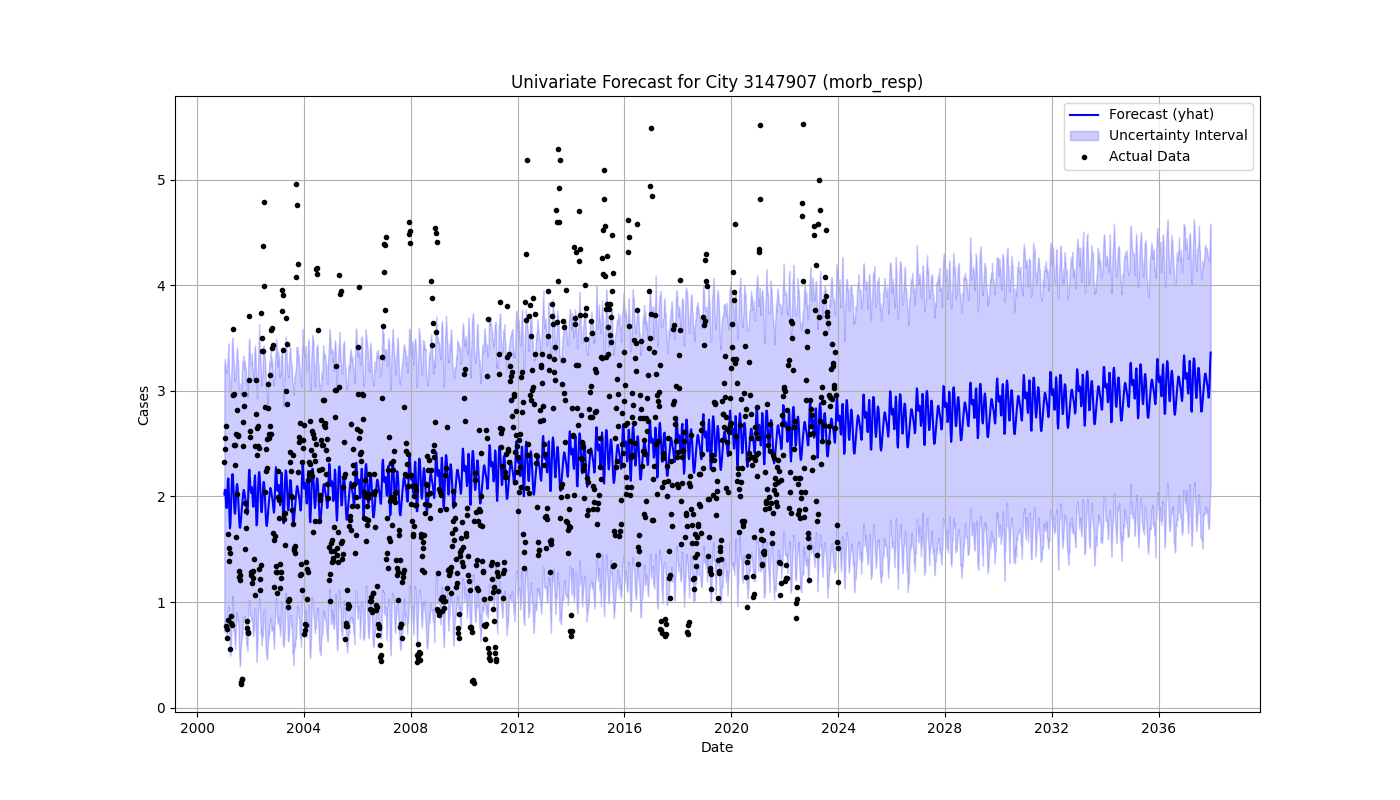 Univariate Forecast for City 3147907 (morb_resp)
Forecast (yhat)
Uncertainty Interval
Actual Data
Cases
5
4
3
2
1
0
2000 2004 2008 2012 2016 2020 2024 2028 2032 2036
Date